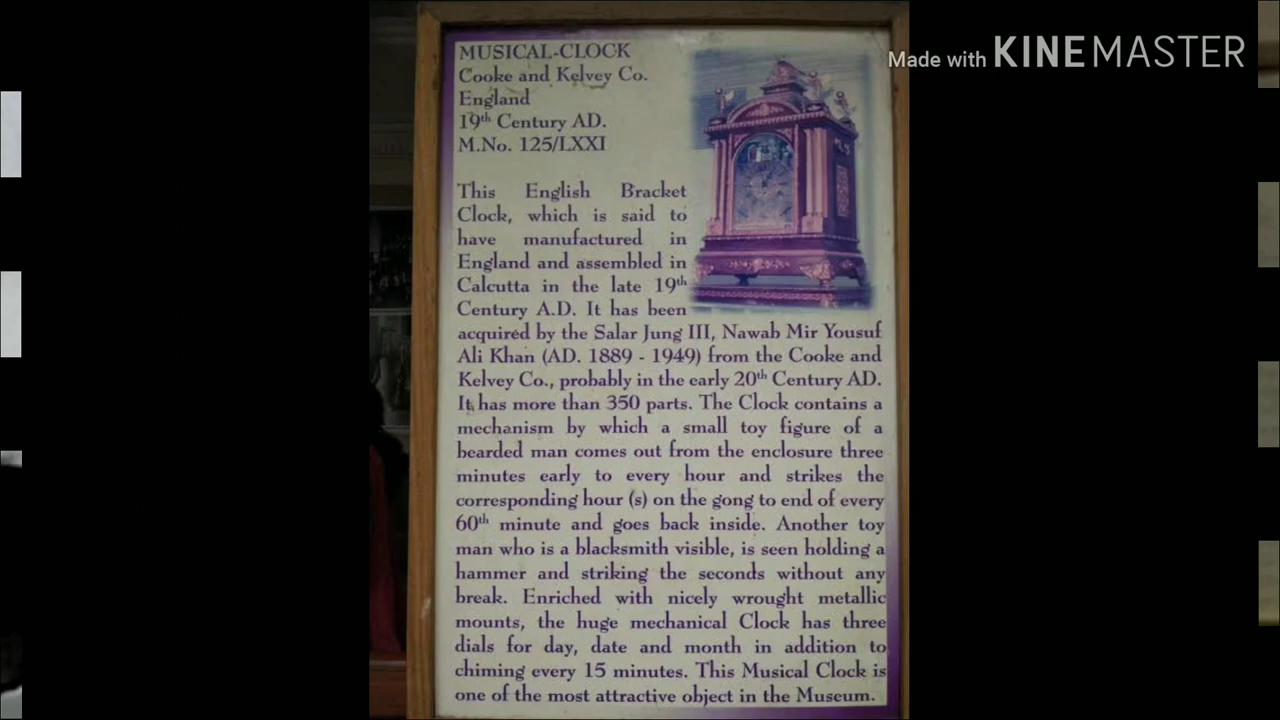 Made with KINEMASTER
MUSICAL-CLOCK
Cooke and Kelvey Co.
England
19th Century AD.
M.No. 125/LXXI
This English Bracket
Clock, which is said to
have manufactured in
England and assembled in
Calcutta in the late 19th
Century A.D. It has been
acquired by the Salar Jung III, Nawab Mir Yousuf
Ali Khan (AD. 1889 - 1949) from the Cooke and
Kelvey Co., probably in the early 20th Century AD.
It has more than 350 parts. The Clock contains a
mechanism by which a small toy figure of a
bearded man comes out from the enclosure three
minutes early to every hour and strikes the
corresponding hour (s) on the gong to end of every
60th minute and goes back inside. Another toy
man who is a blacksmith visible, is seen holding a
hammer and striking the seconds without any
break. Enriched with nicely wrought metallic
mounts, the huge mechanical Clock has three
dials for day, date and month in addition to
chiming every 15 minutes. This Musical Clock is
one of the most attractive object in the Museum.